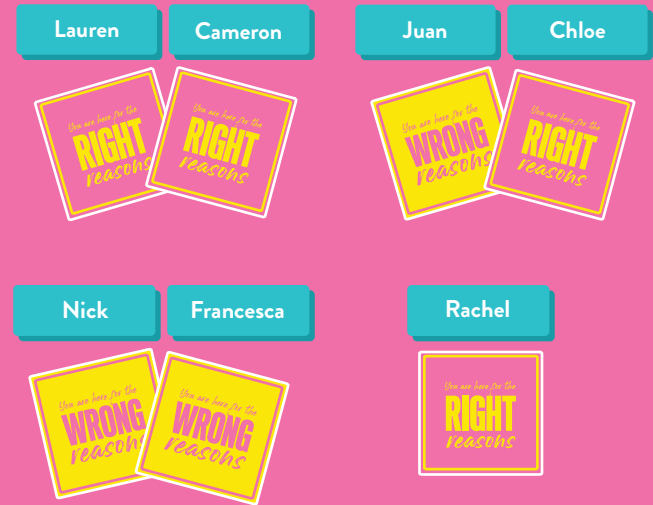 Lauren
Cameron
Juan
Chloe
You are here for the
RIGHT
reasons
You are here for the
RIGHT
reasons
You are here for the
WRONG
reasons
You are here for the
RIGHT
reasons
Nick
Francesca
Rachel
You are here for the
WRONG
reasons
You are here for the
WRONG
reasons
You are here for the
RIGHT
reasons